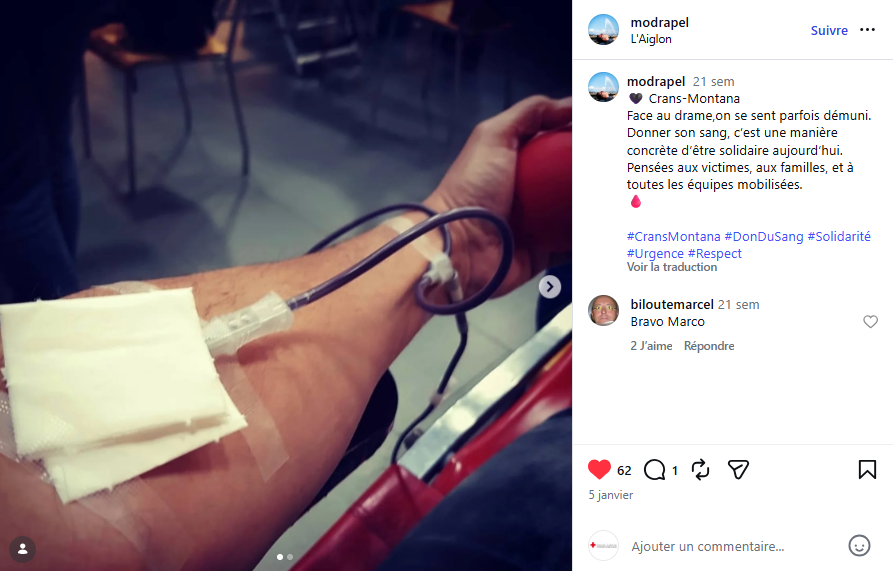 modrapel
L'Aiglon
Suivre
modrapel 21 sem
🖤 Crans-Montana
Face au drame,on se sent parfois démuni.
Donner son sang, c'est une manière
concrète d'être solidaire aujourd'hui.
Pensées aux victimes, aux familles, et à
toutes les équipes mobilisées.
🩸
#CransMontana #DonDuSang #Solidarité
#Urgence #Respect
Voir la traduction
biloutemarcel 21 sem
Bravo Marco
2 J'aime Répondre
62 1
5 janvier
Ajouter un commentaire...